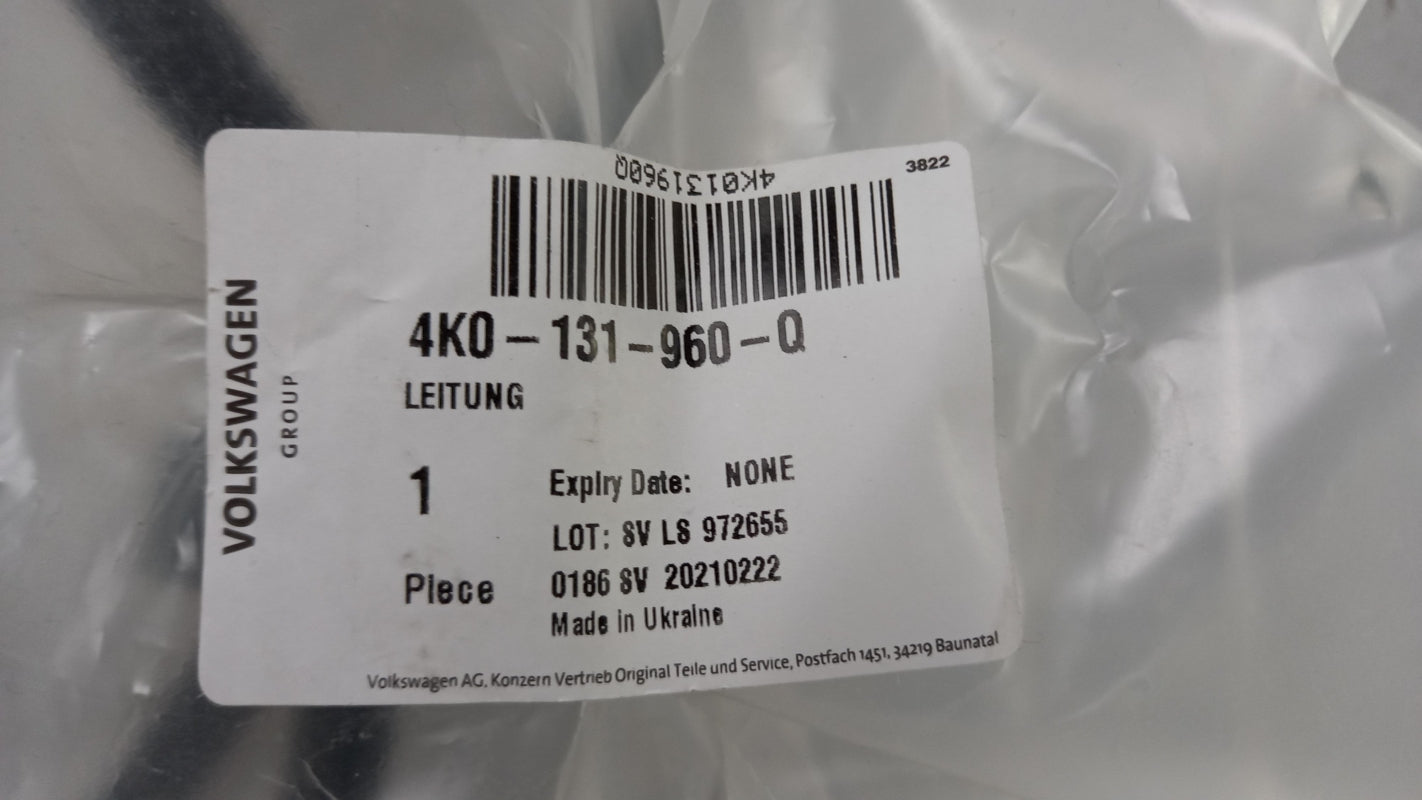 4K0131960Q
3822
VOLKSWAGEN
GROUP
4K0-131-960-Q
LEITUNG
1
Expiry Date: NONE
LOT: SV LS 972655
Piece
0186 SV 20210222
Made in Ukraine
Volkswagen AG. Konzern Vertrieb Original Teile und Service, Postfach 1451, 34219 Baunatal